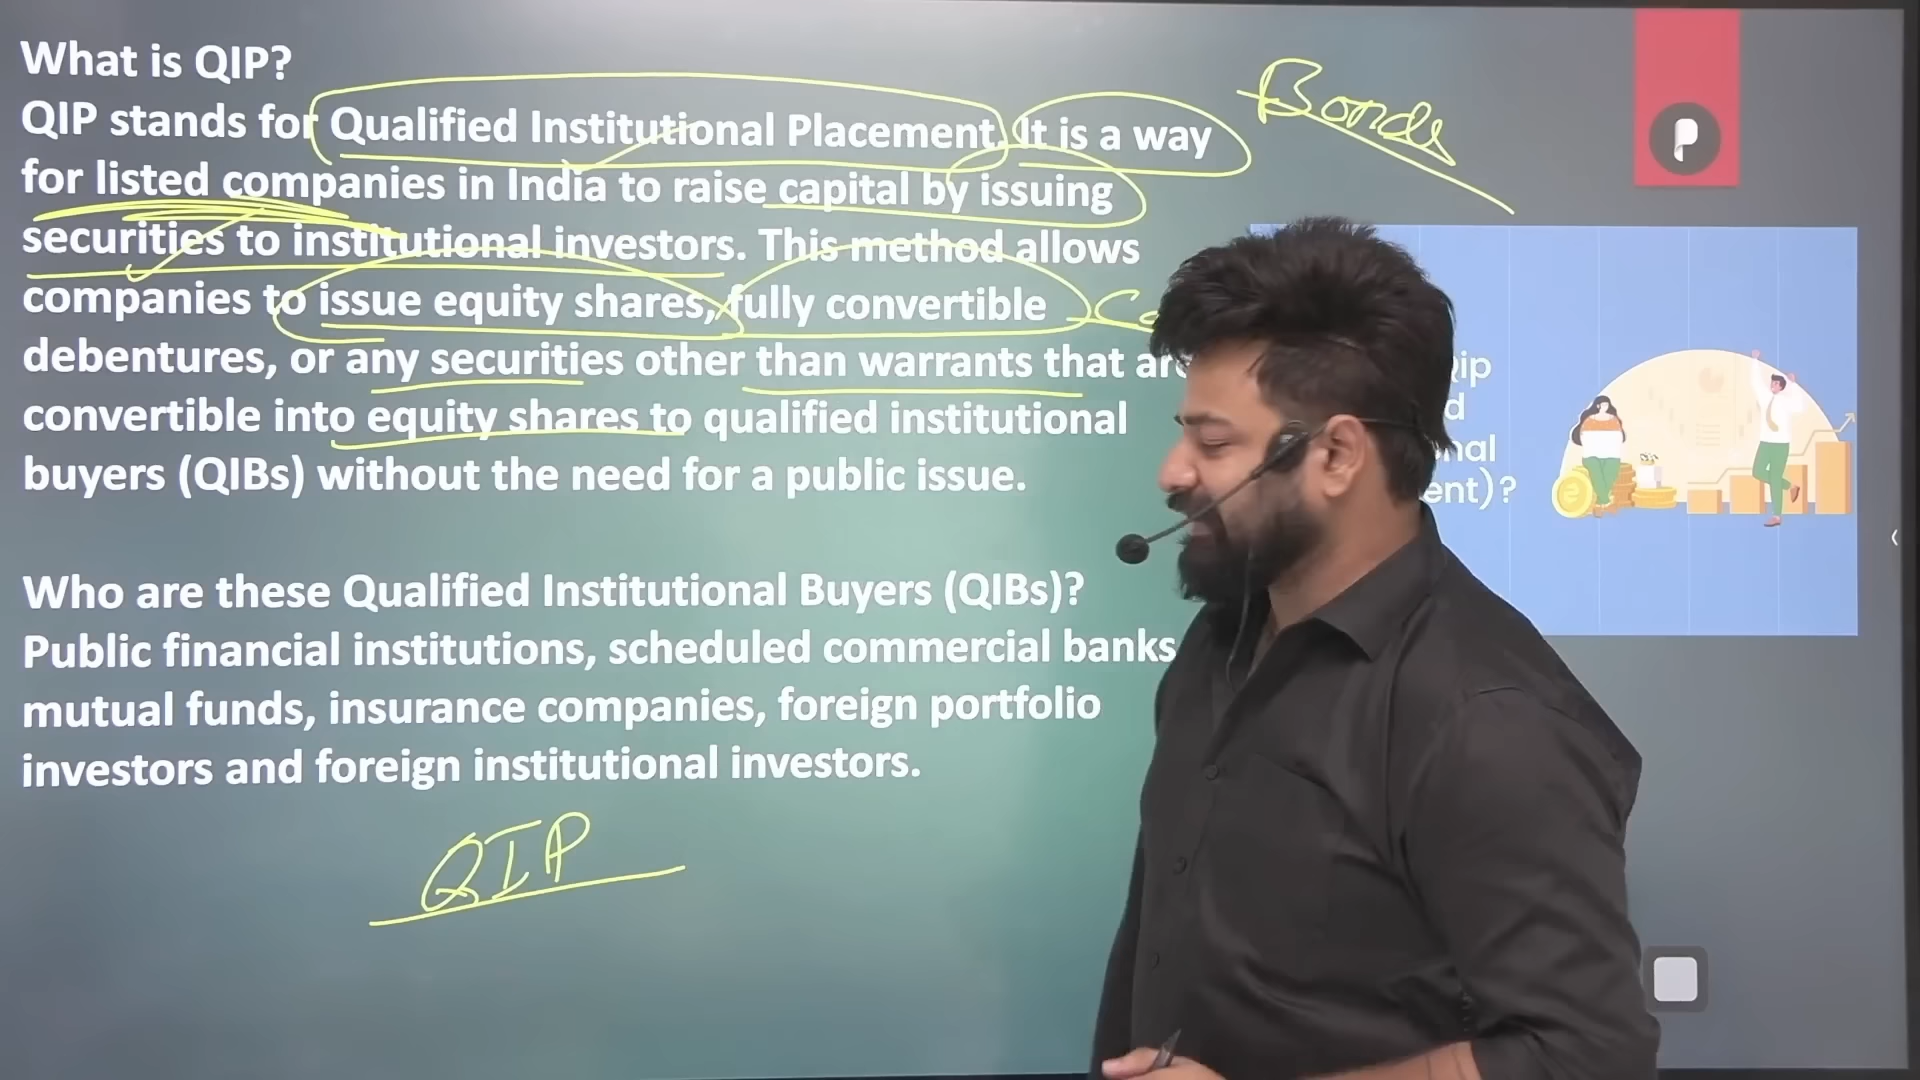 What is QIP?
QIP stands for Qualified Institutional Placement. It is a way
for listed companies in India to raise capital by issuing
securities to institutional investors. This method allows
companies to issue equity shares, fully convertible
debentures, or any securities other than warrants that are
convertible into equity shares to qualified institutional
buyers (QIBs) without the need for a public issue.
Who are these Qualified Institutional Buyers (QIBs)?
Public financial institutions, scheduled commercial banks
mutual funds, insurance companies, foreign portfolio
investors and foreign institutional investors.
QIP
Bonds